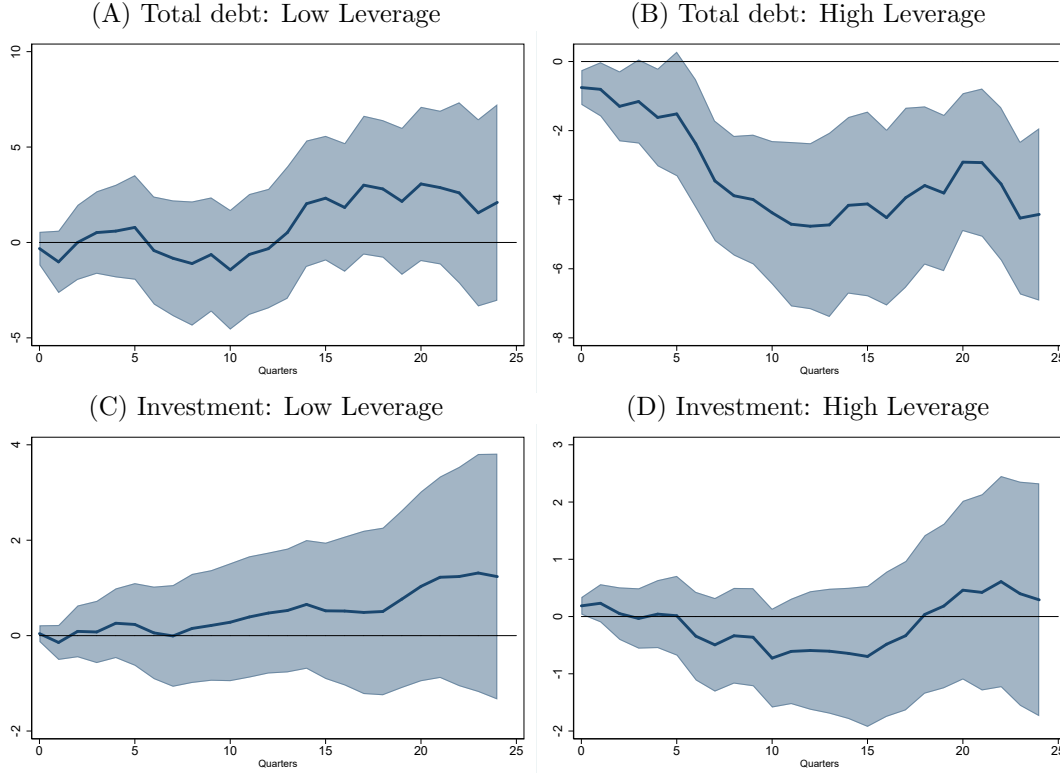 (A) Total debt: Low Leverage
10
5
0
-5
0 5 10 15 20 25
Quarters
(B) Total debt: High Leverage
0
-2
-4
-6
-8
0 5 10 15 20 25
Quarters
(C) Investment: Low Leverage
4
2
0
-2
0 5 10 15 20 25
Quarters
(D) Investment: High Leverage
3
2
1
0
-1
-2
0 5 10 15 20 25
Quarters